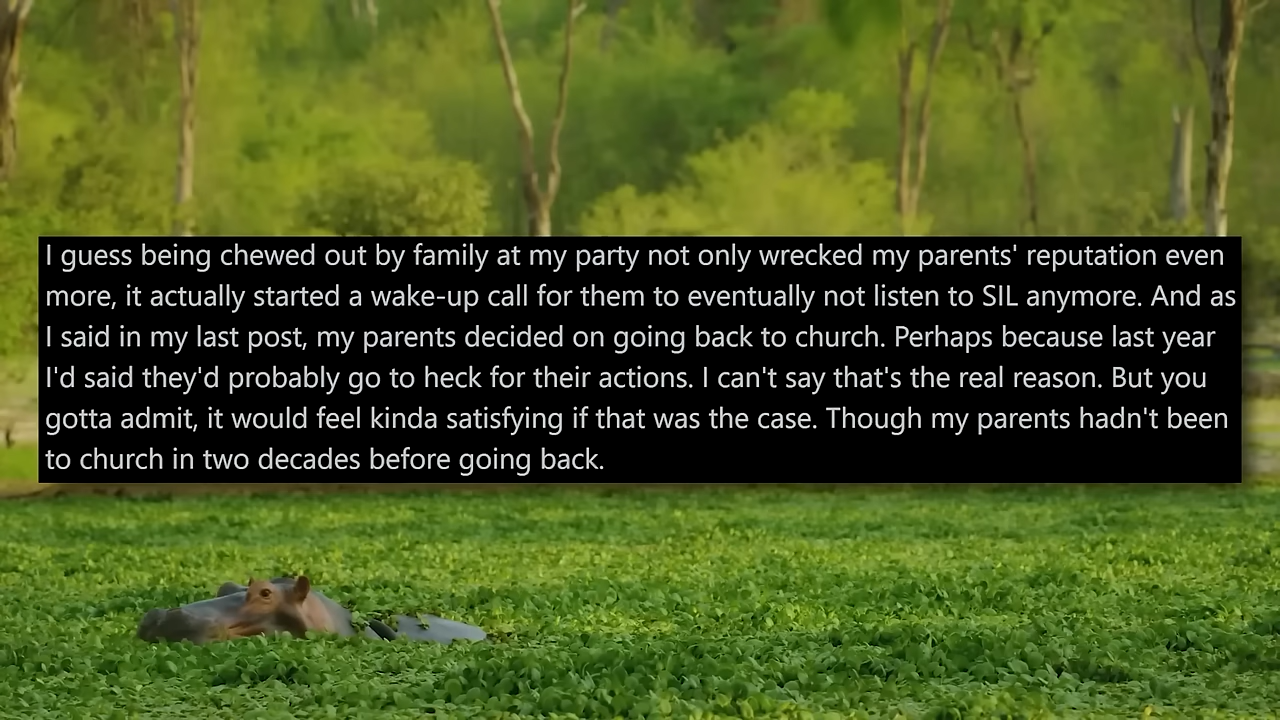 I guess being chewed out by family at my party not only wrecked my parents' reputation even
more, it actually started a wake-up call for them to eventually not listen to SIL anymore. And as
I said in my last post, my parents decided on going back to church. Perhaps because last year
I'd said they'd probably go to heck for their actions. I can't say that's the real reason. But you
gotta admit, it would feel kinda satisfying if that was the case. Though my parents hadn't been
to church in two decades before going back.